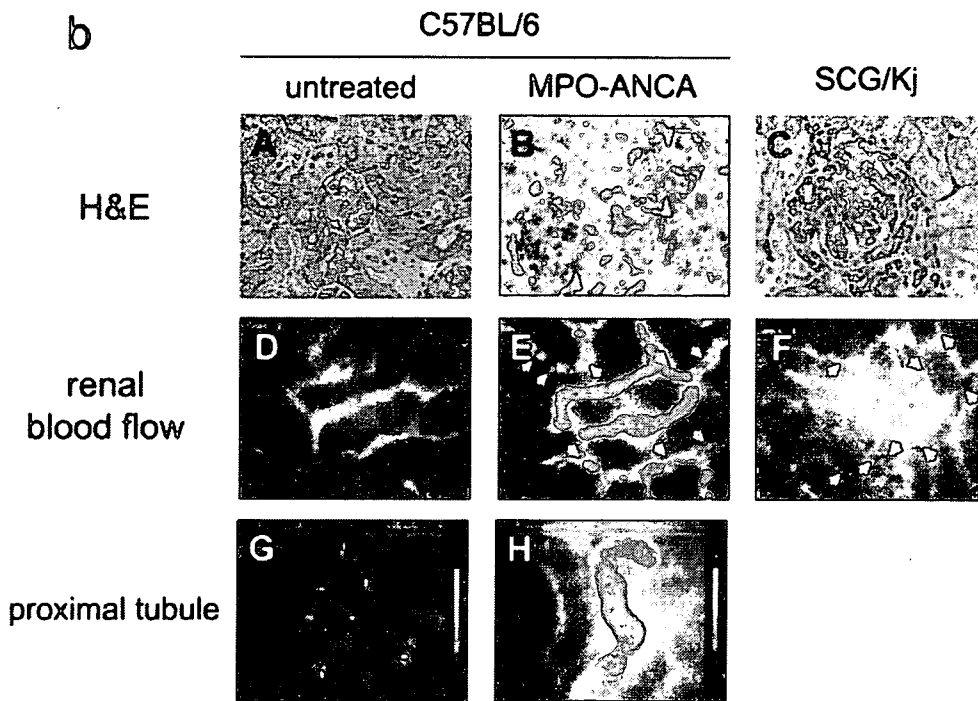 b
C57BL/6
untreated MPO-ANCA SCG/Kj
H&E
A B C
renal
blood flow
D E F
proximal tubule
G H